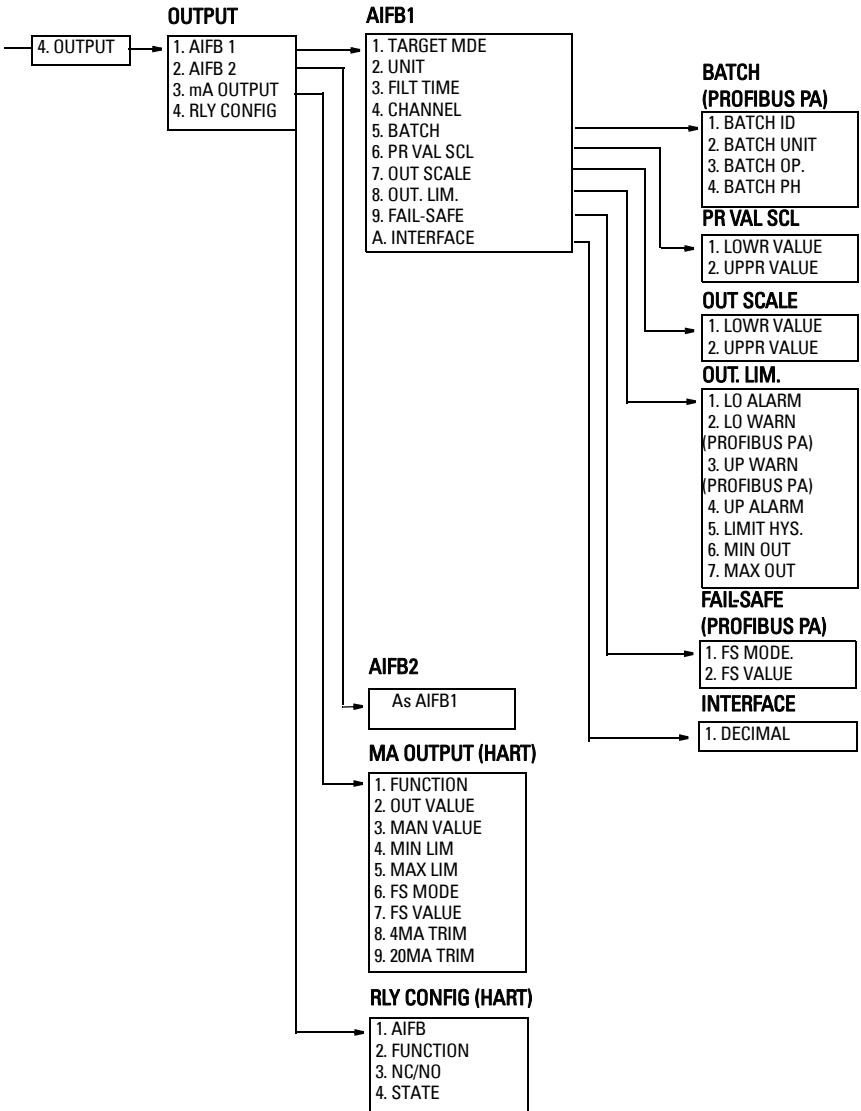 4. OUTPUT
OUTPUT
1. AIFB 1
2. AIFB 2
3. mA OUTPUT
4. RLY CONFIG
AIFB1
1. TARGET MDE
2. UNIT
3. FILT TIME
4. CHANNEL
5. BATCH
6. PR VAL SCL
7. OUT SCALE
8. OUT. LIM.
9. FAIL-SAFE
A. INTERFACE
BATCH
(PROFIBUS PA)
1. BATCH ID
2. BATCH UNIT
3. BATCH OP.
4. BATCH PH
PR VAL SCL
1. LOWR VALUE
2. UPPR VALUE
OUT SCALE
1. LOWR VALUE
2. UPPR VALUE
OUT. LIM.
1. LO ALARM
2. LO WARN
(PROFIBUS PA)
3. UP WARN
(PROFIBUS PA)
4. UP ALARM
5. LIMIT HYS.
6. MIN OUT
7. MAX OUT
FAIL-SAFE
(PROFIBUS PA)
1. FS MODE.
2. FS VALUE
INTERFACE
1. DECIMAL
AIFB2
As AIFB1
MA OUTPUT (HART)
1. FUNCTION
2. OUT VALUE
3. MAN VALUE
4. MIN LIM
5. MAX LIM
6. FS MODE
7. FS VALUE
8. 4MA TRIM
9. 20MA TRIM
RLY CONFIG (HART)
1. AIFB
2. FUNCTION
3. NC/NO
4. STATE